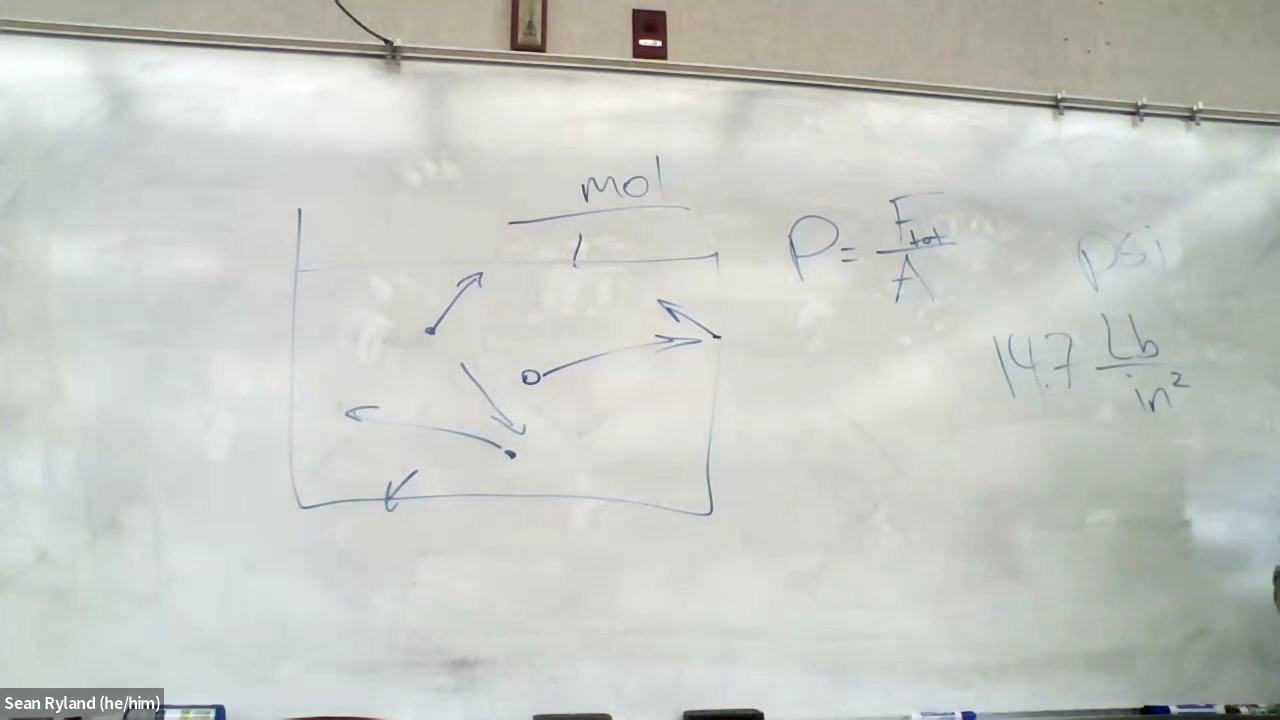 mol
P = F_tot / A
psi
14.7 Lb / in²
Sean Ryland (he/him)